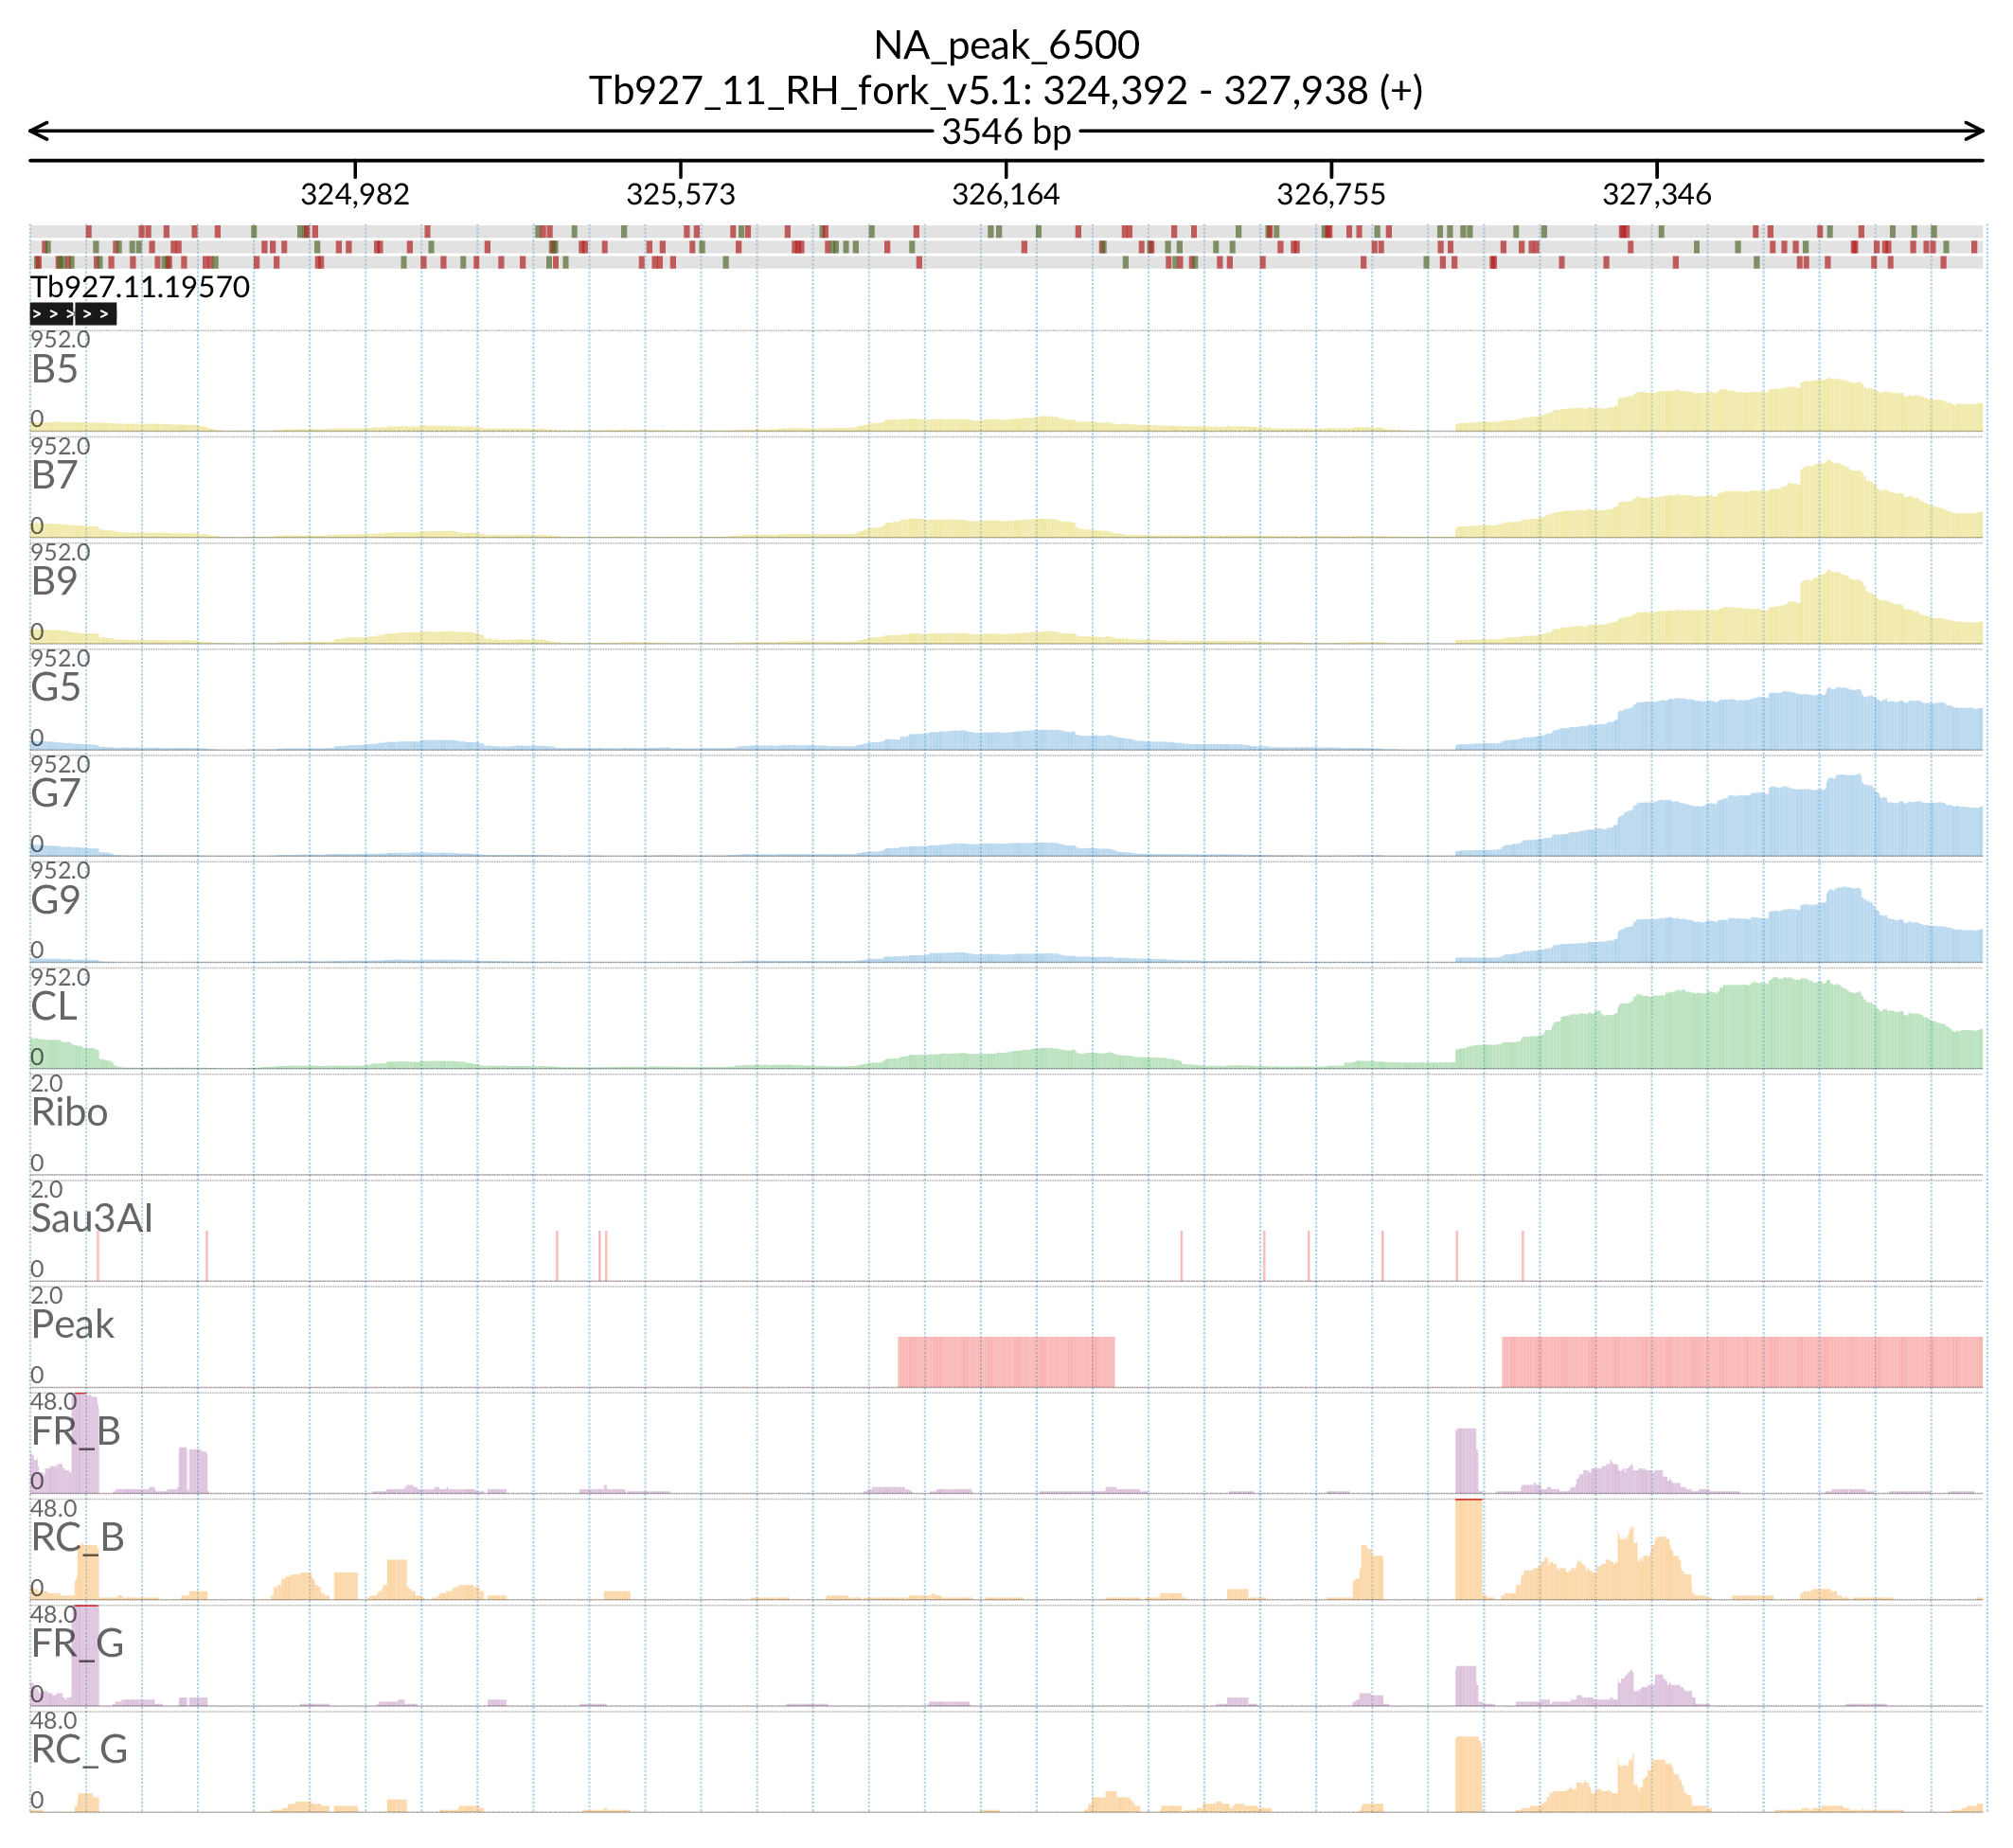 NA_peak_6500
Tb927_11_RH_fork_v5.1: 324,392 - 327,938 (+)
3546 bp
324,982 325,573 326,164 326,755 327,346
Tb927.11.19570
> > > > >
952.0
B5
0
952.0
B7
0
952.0
B9
0
952.0
G5
0
952.0
G7
0
952.0
G9
0
952.0
CL
0
2.0
Ribo
0
2.0
Sau3AI
0
2.0
Peak
0
48.0
FR_B
0
48.0
RC_B
0
48.0
FR_G
0
48.0
RC_G
0